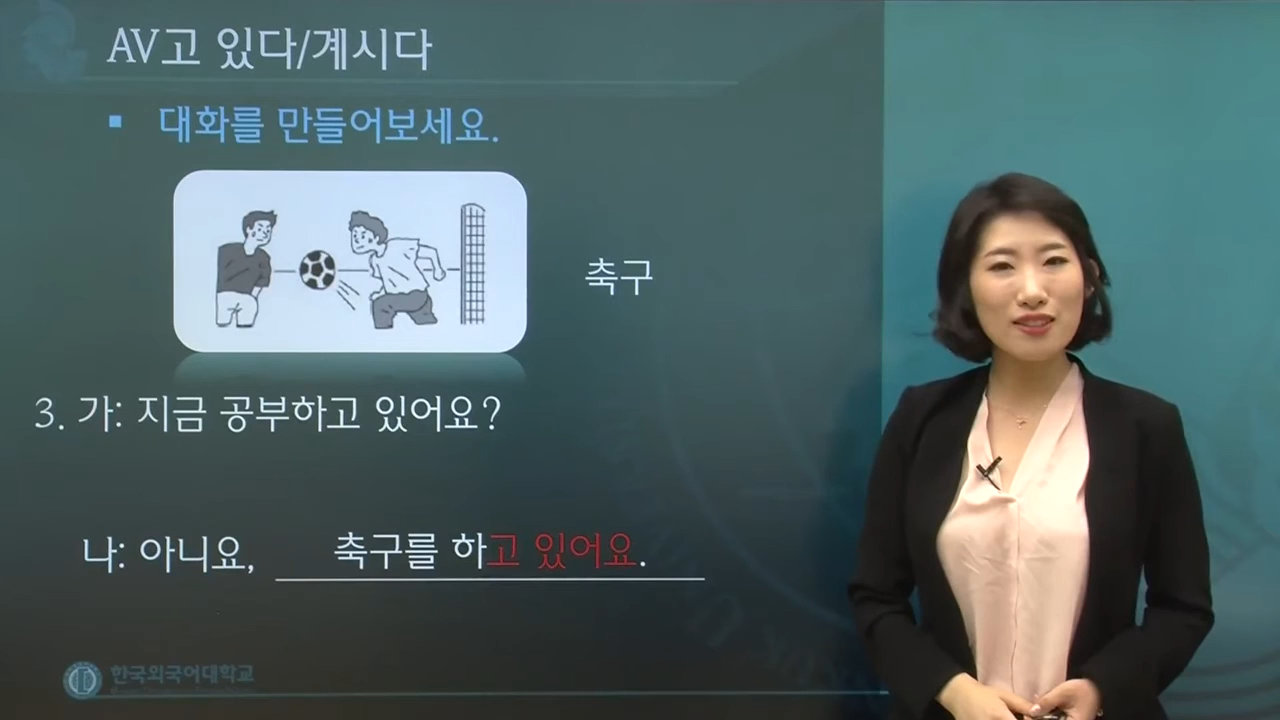 AV고 있다/계시다
▪ 대화를 만들어보세요.
축구
3. 가: 지금 공부하고 있어요?
나: 아니요, 축구를 하고 있어요.
한국외국어대학교